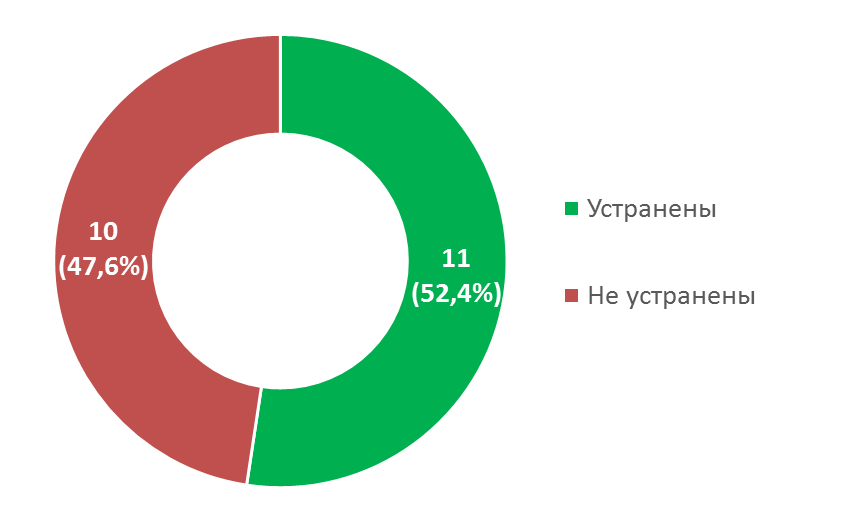 10
(47,6%)
11
(52,4%)
Устранены
Не устранены